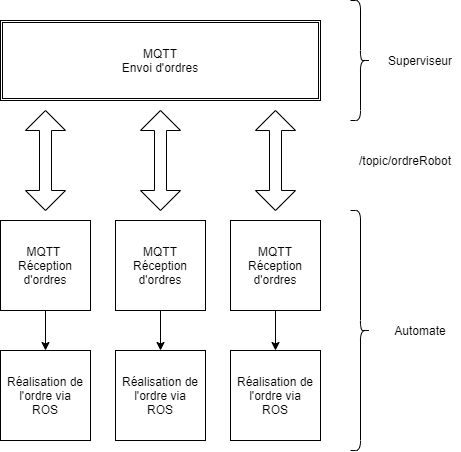 MQTT
Envoi d'ordres
Superviseur
/topic/ordreRobot
MQTT
Réception
d'ordres
MQTT
Réception
d'ordres
MQTT
Réception
d'ordres
Automate
Réalisation de
l'ordre via
ROS
Réalisation de
l'ordre via
ROS
Réalisation de
l'ordre via
ROS